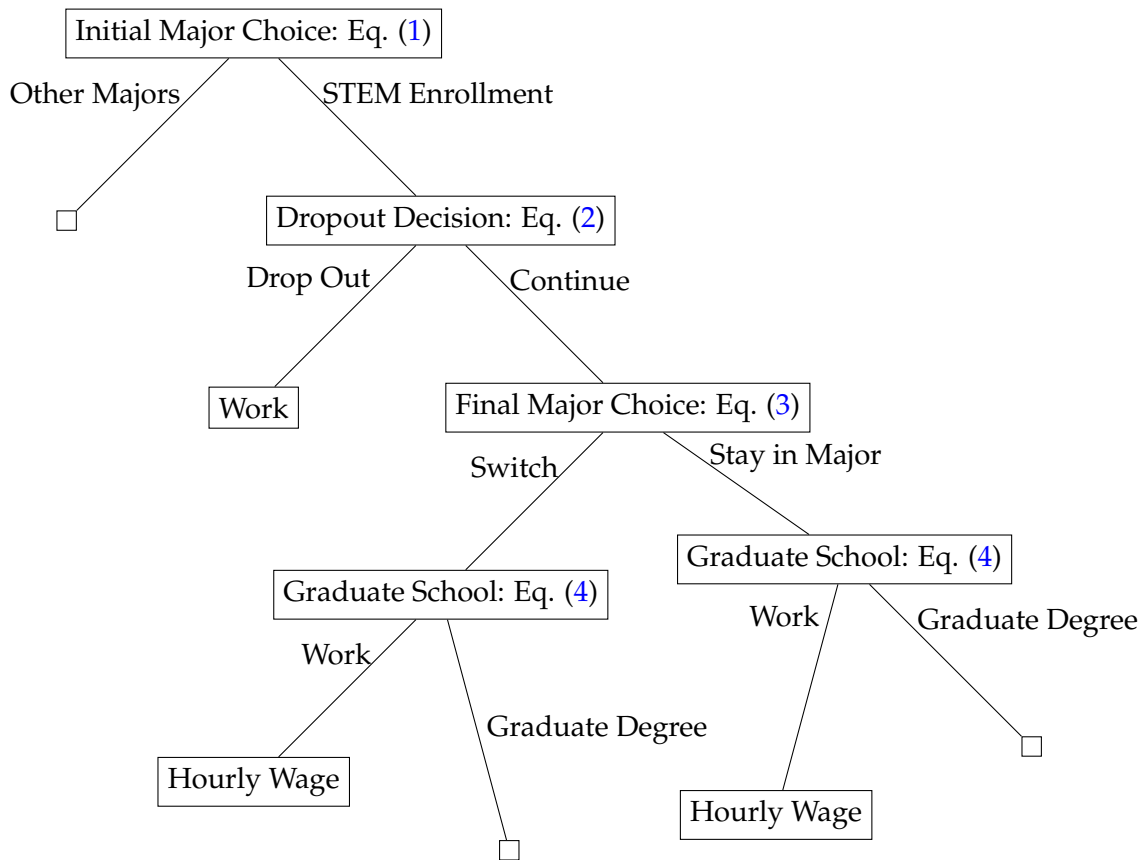 Initial Major Choice: Eq. (1)
Other Majors
STEM Enrollment
Dropout Decision: Eq. (2)
Drop Out
Continue
Work
Final Major Choice: Eq. (3)
Switch
Stay in Major
Graduate School: Eq. (4)
Graduate School: Eq. (4)
Work
Graduate Degree
Work
Graduate Degree
Hourly Wage
Hourly Wage